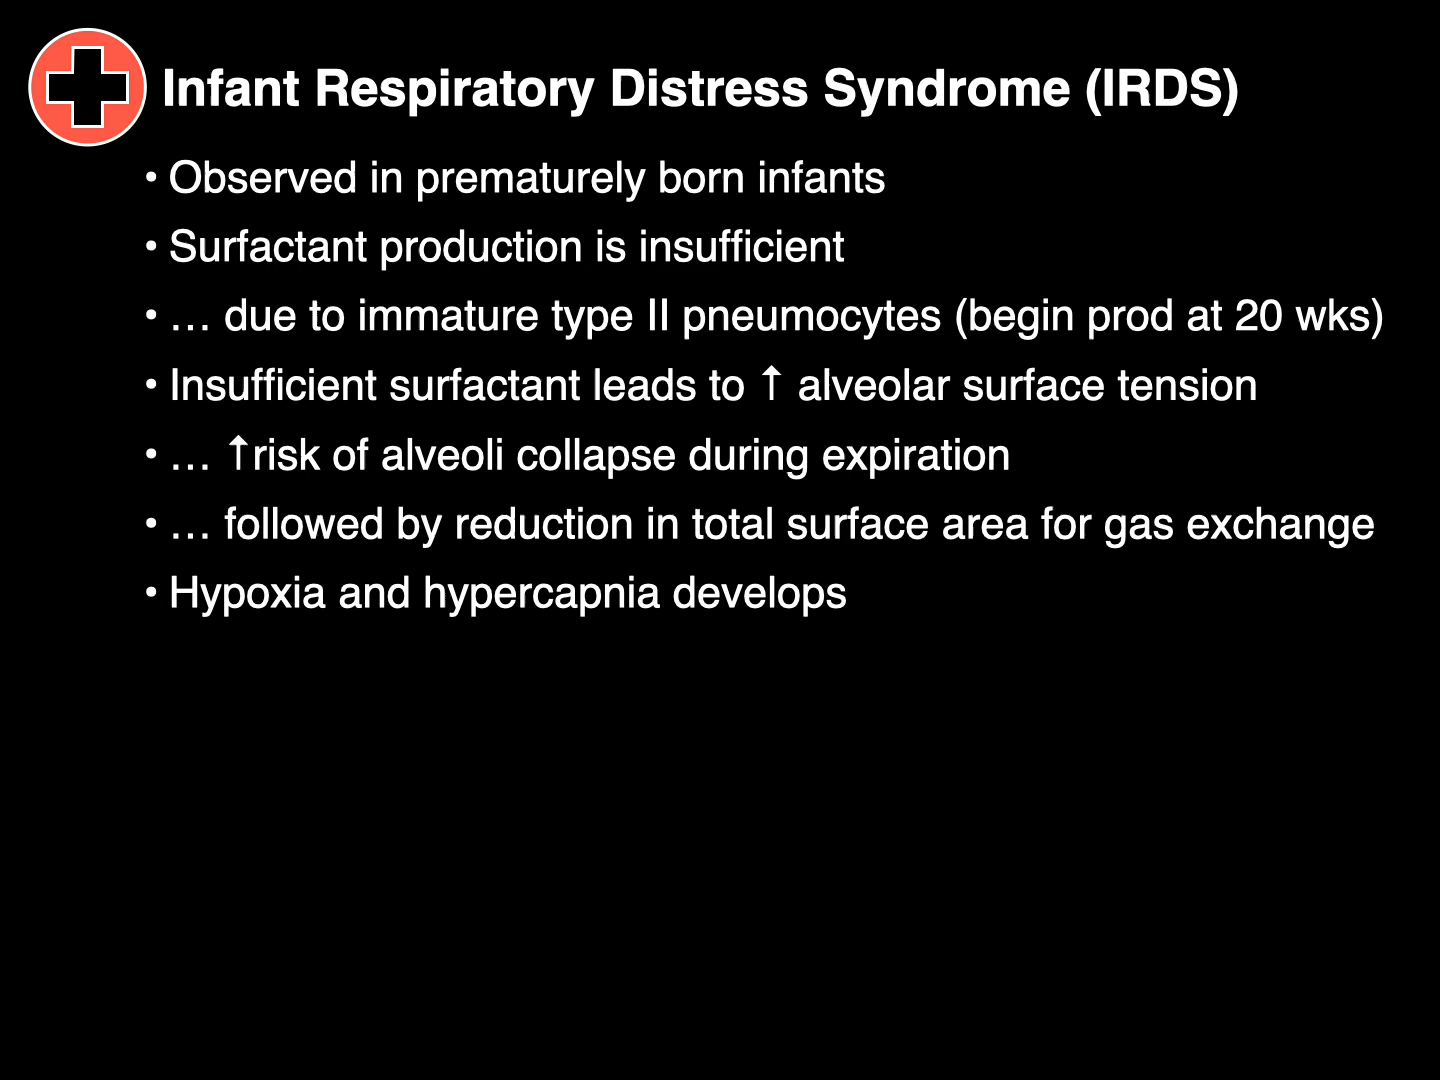 Infant Respiratory Distress Syndrome (IRDS)
• Observed in prematurely born infants
• Surfactant production is insufficient
• … due to immature type II pneumocytes (begin prod at 20 wks)
• Insufficient surfactant leads to ↑ alveolar surface tension
• … ↑risk of alveoli collapse during expiration
• … followed by reduction in total surface area for gas exchange
• Hypoxia and hypercapnia develops